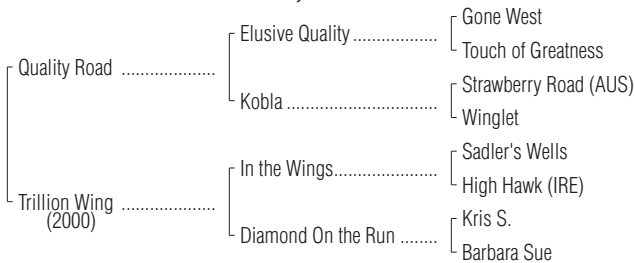 Gone West
Elusive Quality ..................
Touch of Greatness
Quality Road ....................
Strawberry Road (AUS)
Kobla ................................
Winglet
Sadler's Wells
In the Wings......................
High Hawk (IRE)
Trillion Wing ....................
(2000)
Kris S.
Diamond On the Run ........
Barbara Sue